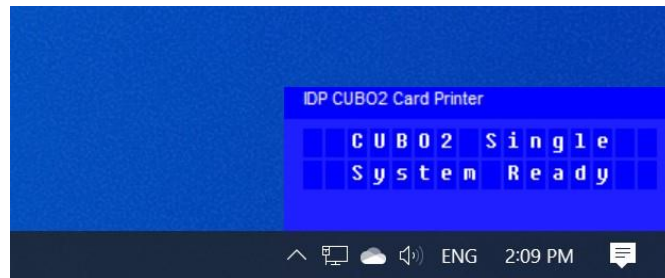 IDP CUBO2 Card Printer
CUBO2 Single
System Ready
ENG 2:09 PM